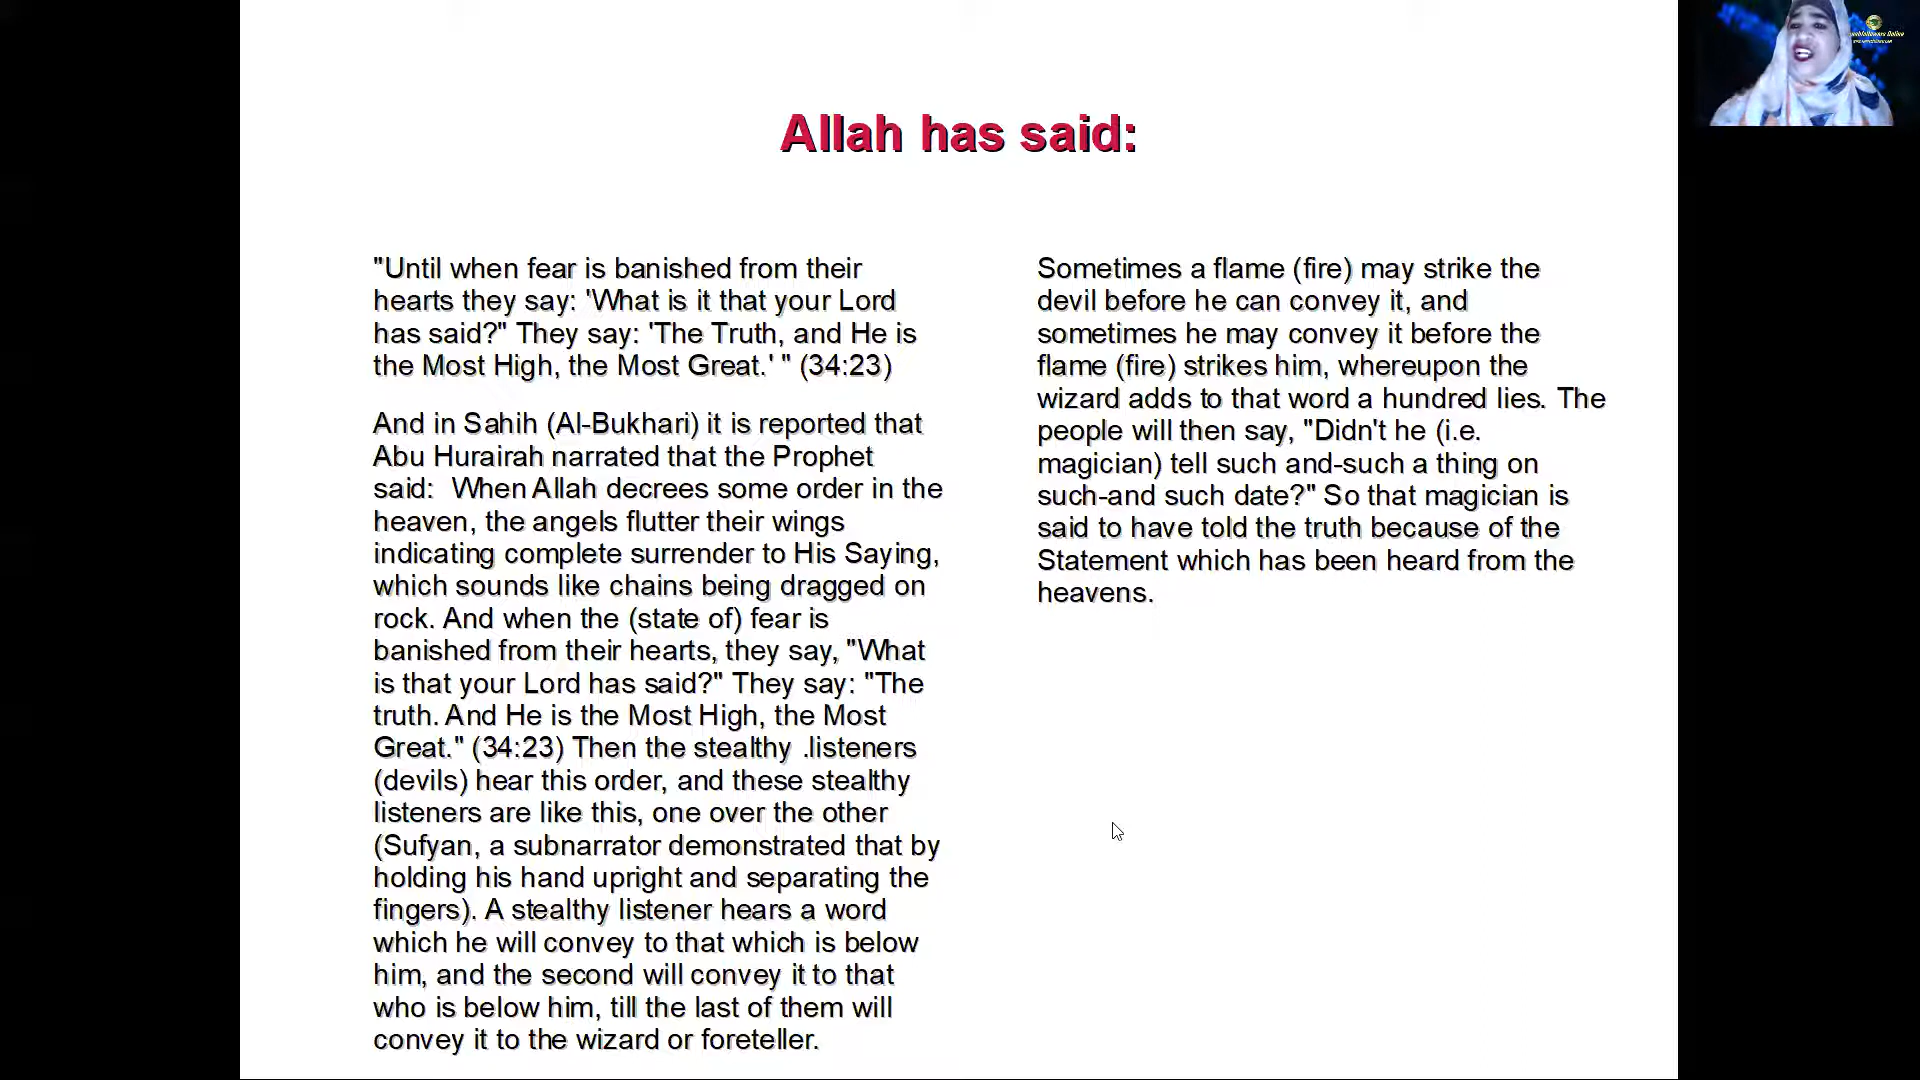 Allah has said:
"Until when fear is banished from their
hearts they say: 'What is it that your Lord
has said?" They say: 'The Truth, and He is
the Most High, the Most Great.' " (34:23)
And in Sahih (Al-Bukhari) it is reported that
Abu Hurairah narrated that the Prophet
said:  When Allah decrees some order in the
heaven, the angels flutter their wings
indicating complete surrender to His Saying,
which sounds like chains being dragged on
rock. And when the (state of) fear is
banished from their hearts, they say, "What
is that your Lord has said?" They say: "The
truth. And He is the Most High, the Most
Great." (34:23) Then the stealthy .listeners
(devils) hear this order, and these stealthy
listeners are like this, one over the other
(Sufyan, a subnarrator demonstrated that by
holding his hand upright and separating the
fingers). A stealthy listener hears a word
which he will convey to that which is below
him, and the second will convey it to that
who is below him, till the last of them will
convey it to the wizard or foreteller.
Sometimes a flame (fire) may strike the
devil before he can convey it, and
sometimes he may convey it before the
flame (fire) strikes him, whereupon the
wizard adds to that word a hundred lies. The
people will then say, "Didn't he (i.e.
magician) tell such and-such a thing on
such-and such date?" So that magician is
said to have told the truth because of the
Statement which has been heard from the
heavens.
Online